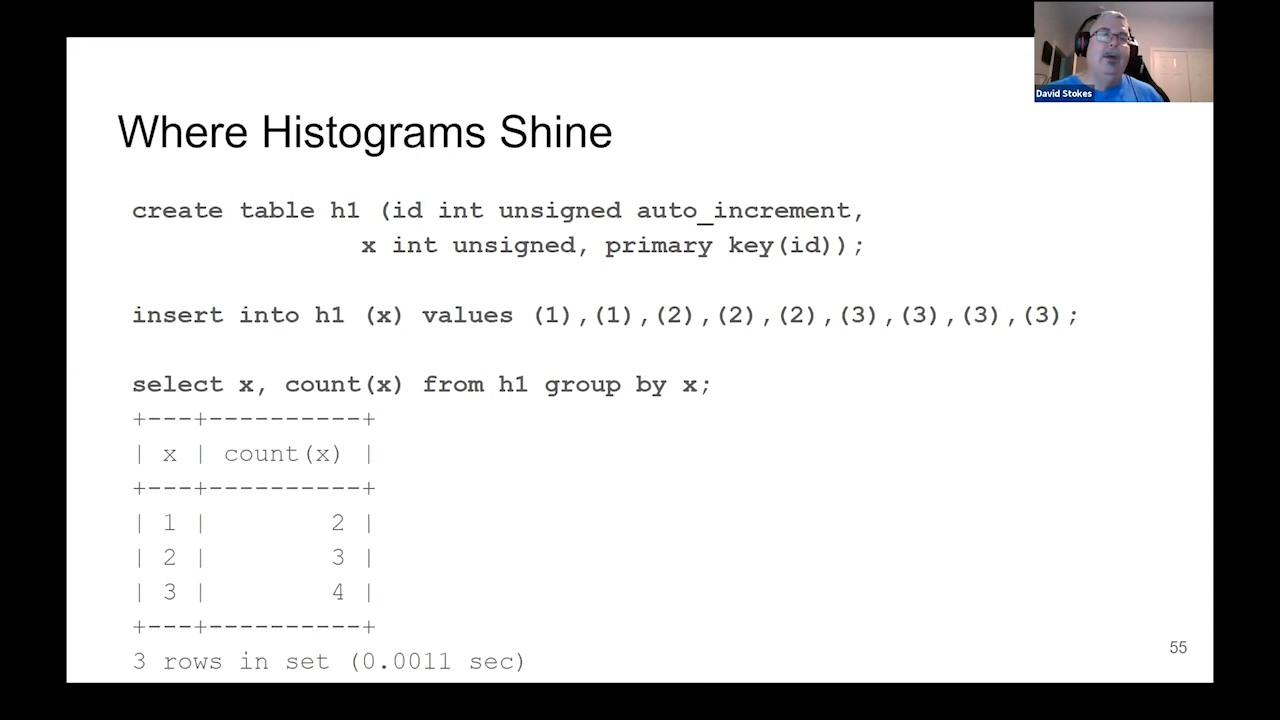 David Stokes
Where Histograms Shine
create table h1 (id int unsigned auto_increment,
x int unsigned, primary key(id));
insert into h1 (x) values (1),(1),(2),(2),(2),(3),(3),(3),(3);
select x, count(x) from h1 group by x;
+---+----------+
| x | count(x) |
+---+----------+
| 1 |        2 |
| 2 |        3 |
| 3 |        4 |
+---+----------+
3 rows in set (0.0011 sec)
55